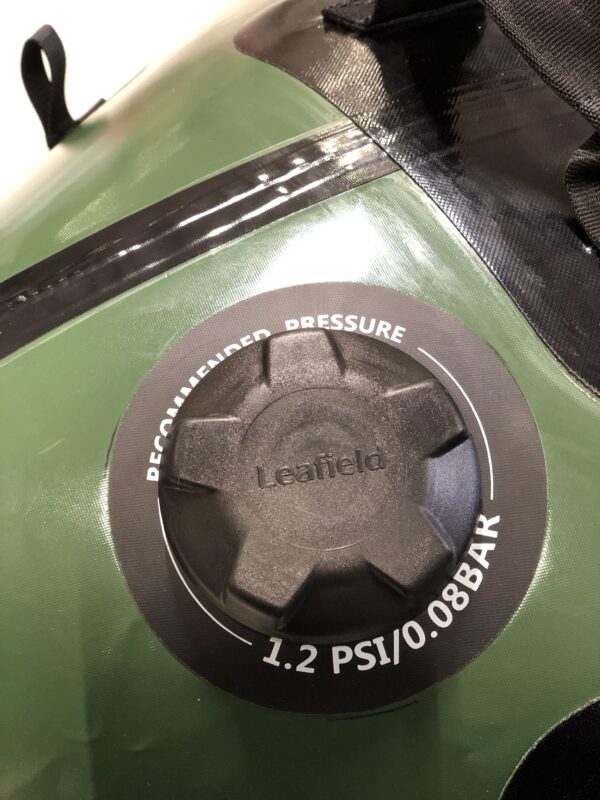 RECOMMENDED PRESSURE
Leafield
1.2 PSI/0.08BAR